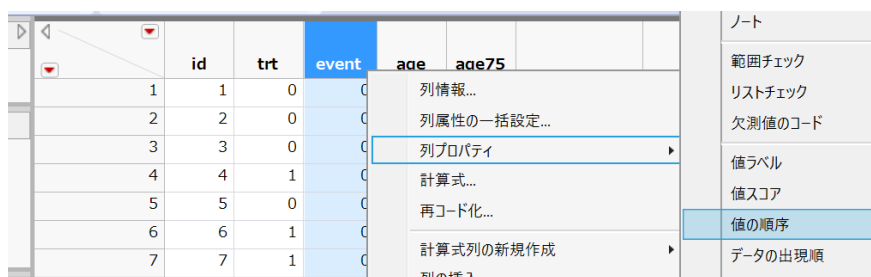 id trt event age age75
1 1 0 0
2 2 0 0
3 3 0 0
4 4 1 0
5 5 0 0
6 6 1 0
7 7 1 0
列情報...
列属性の一括設定...
列プロパティ
計算式...
再コード化...
計算式列の新規作成
列の挿入
ノート
範囲チェック
リストチェック
欠測値のコード
値ラベル
値スコア
値の順序
データの出現順